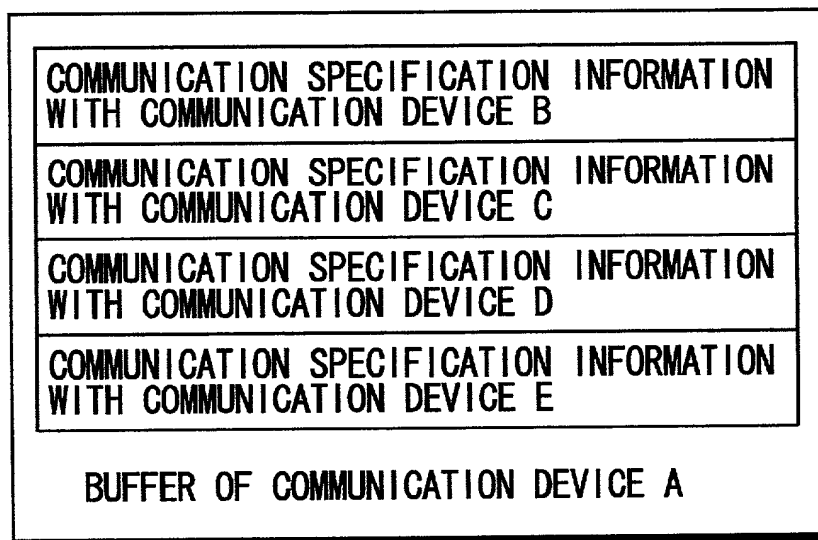 COMMUNICATION SPECIFICATION INFORMATION
WITH COMMUNICATION DEVICE B
COMMUNICATION SPECIFICATION INFORMATION
WITH COMMUNICATION DEVICE C
COMMUNICATION SPECIFICATION INFORMATION
WITH COMMUNICATION DEVICE D
COMMUNICATION SPECIFICATION INFORMATION
WITH COMMUNICATION DEVICE E
BUFFER OF COMMUNICATION DEVICE A